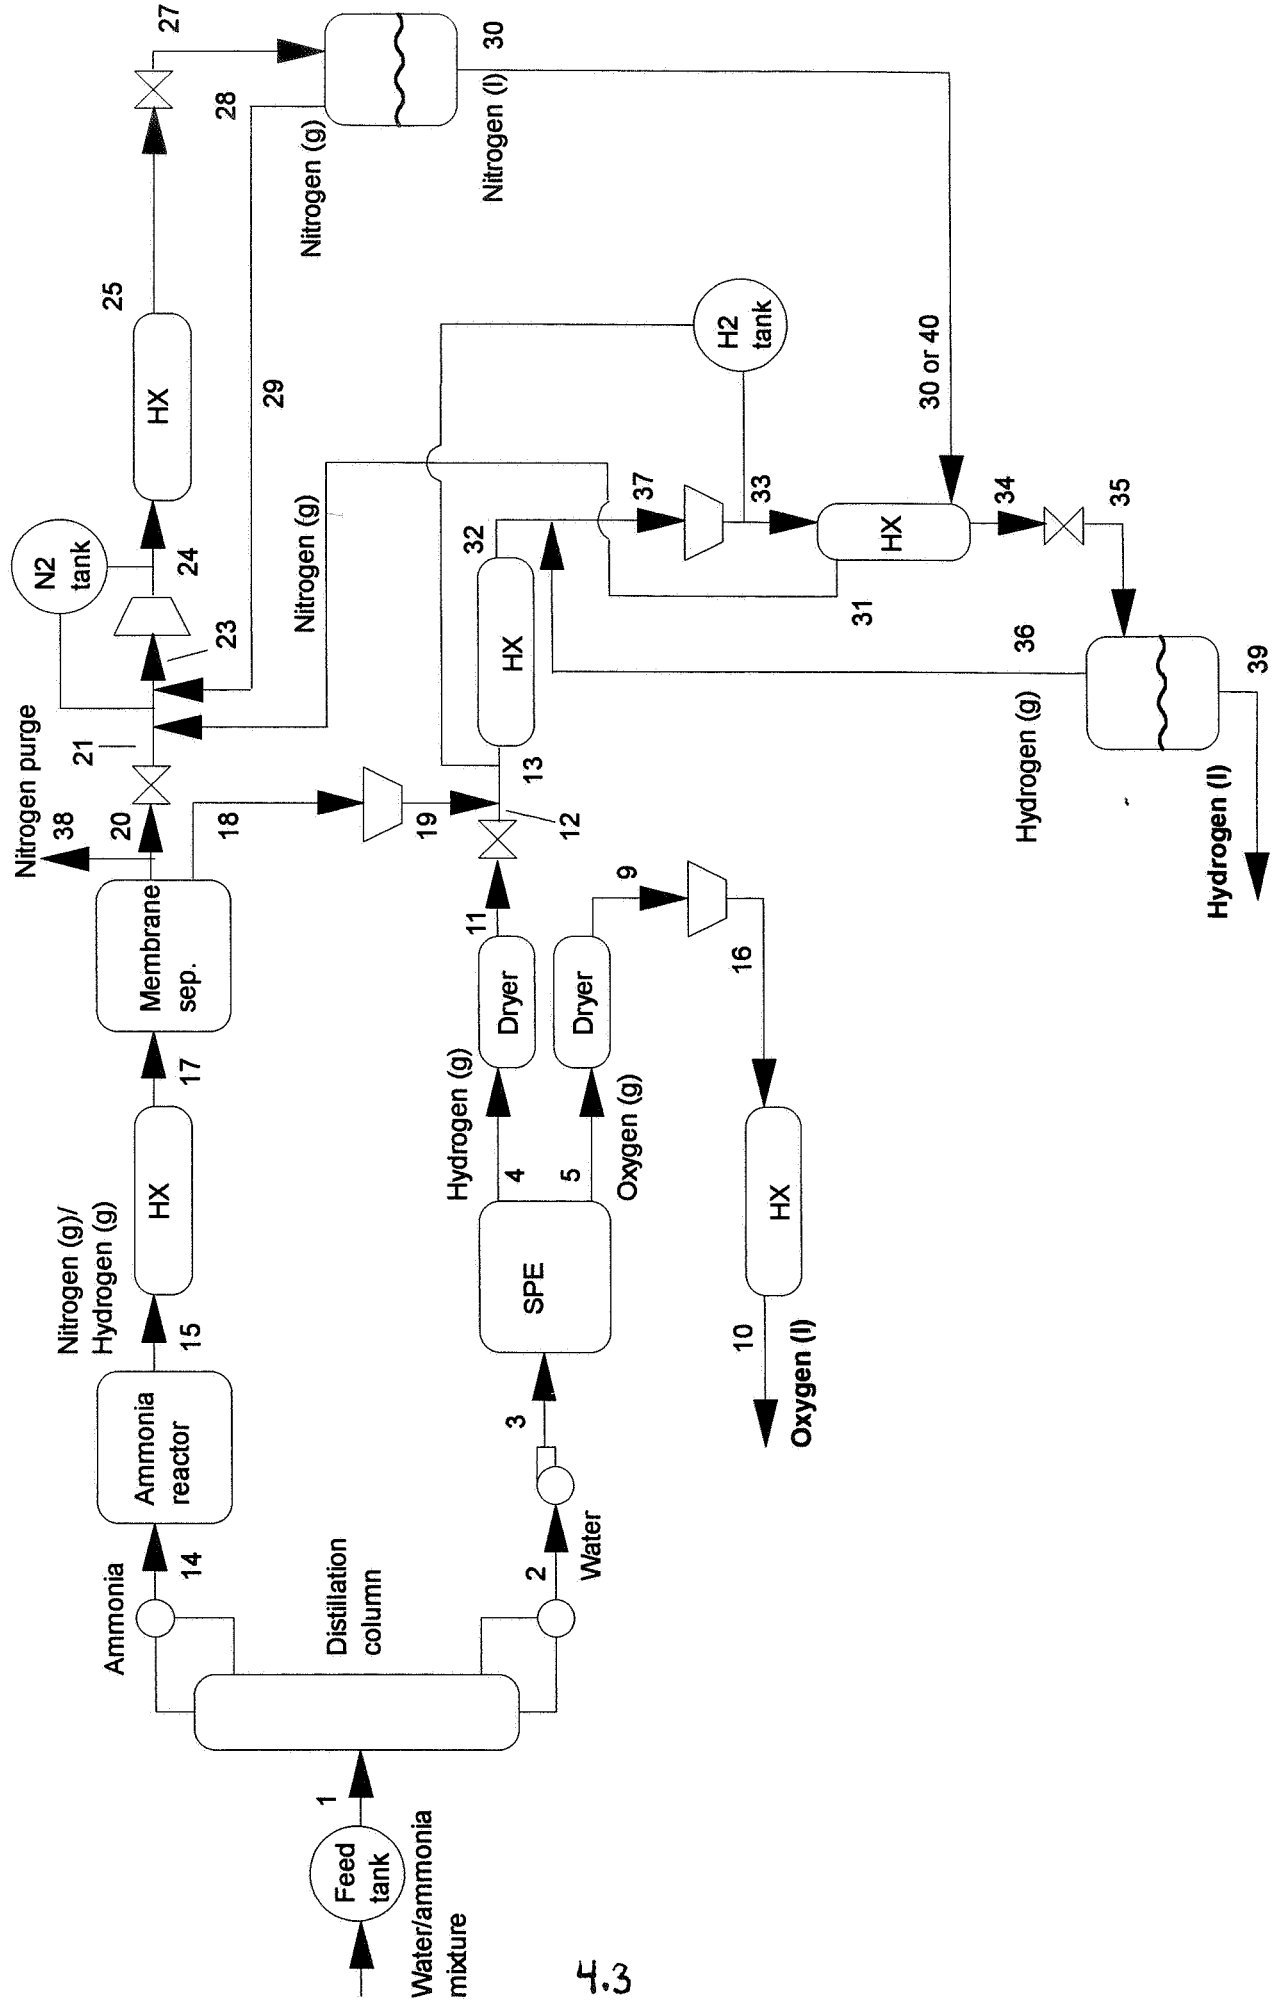 Water/ammonia
mixture
Feed
tank
1
Distillation
column
Ammonia
14
Ammonia
reactor
15
Nitrogen (g)/
Hydrogen (g)
HX
17
Membrane
sep.
38
Nitrogen purge
20
21
18
19
23
N2
tank
24
HX
25
27
28
29
Nitrogen (g)
30
Nitrogen (l)
Nitrogen (g)
2
Water
3
SPE
4
Hydrogen (g)
5
Oxygen (g)
Dryer
Dryer
11
9
12
13
16
HX
10
Oxygen (l)
HX
32
37
33
H2
tank
HX
30 or 40
31
34
35
36
Hydrogen (g)
39
Hydrogen (l)
4.3